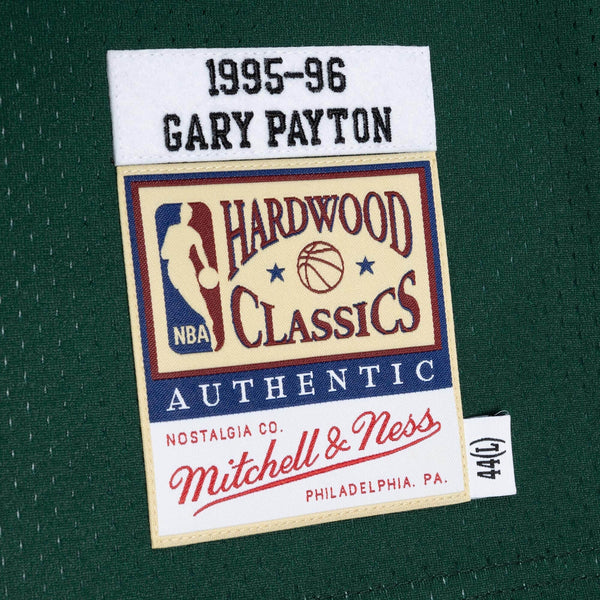 1995-96
GARY PAYTON
HARDWOOD
CLASSICS
NBA
AUTHENTIC
NOSTALGIA CO.
Mitchell & Ness
PHILADELPHIA. PA.
44(L)